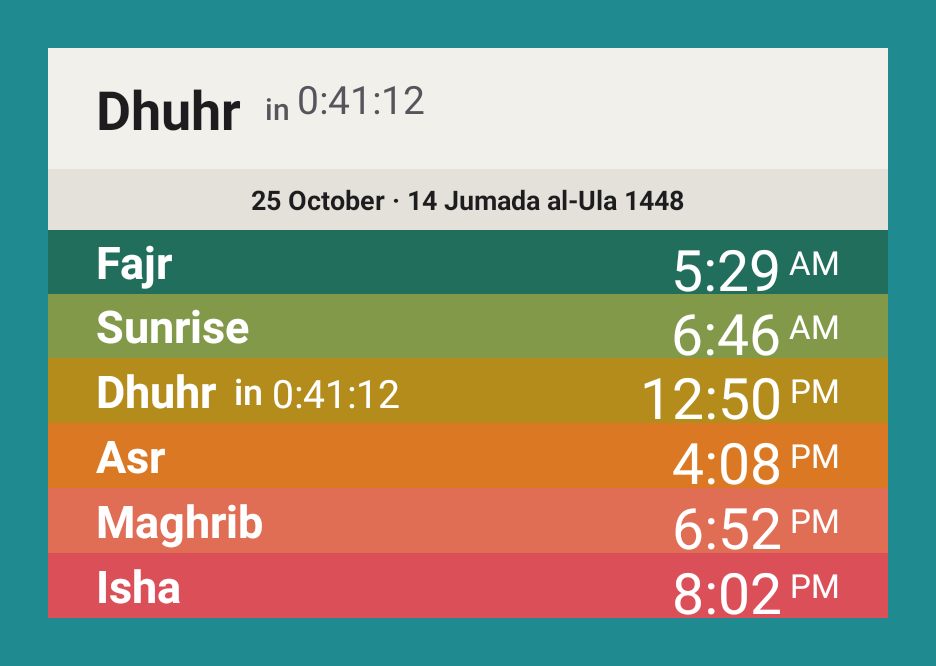 Dhuhr in 0:41:12
25 October · 14 Jumada al-Ula 1448
Fajr 5:29 AM
Sunrise 6:46 AM
Dhuhr in 0:41:12 12:50 PM
Asr 4:08 PM
Maghrib 6:52 PM
Isha 8:02 PM